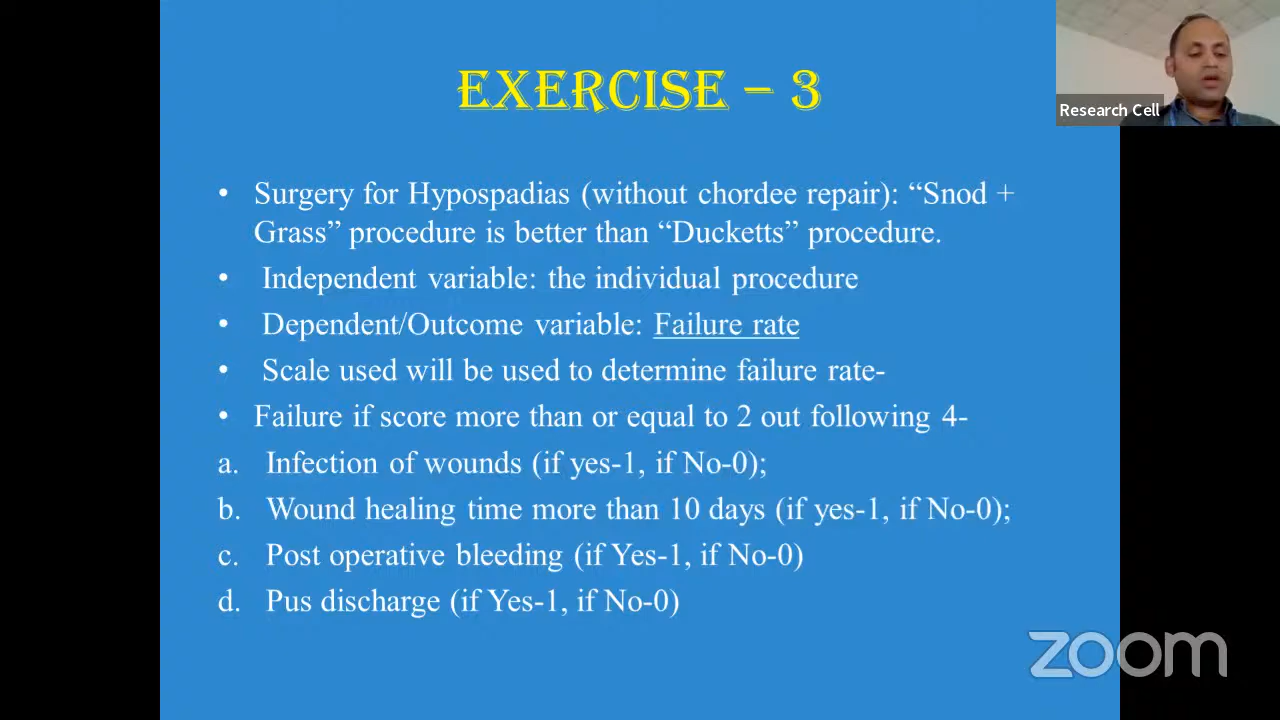 EXERCISE – 3
Research Cell
• Surgery for Hypospadias (without chordee repair): “Snod +
Grass” procedure is better than “Ducketts” procedure.
• Independent variable: the individual procedure
• Dependent/Outcome variable: Failure rate
• Scale used will be used to determine failure rate-
• Failure if score more than or equal to 2 out following 4-
a. Infection of wounds (if yes-1, if No-0);
b. Wound healing time more than 10 days (if yes-1, if No-0);
c. Post operative bleeding (if Yes-1, if No-0)
d. Pus discharge (if Yes-1, if No-0)
zoom